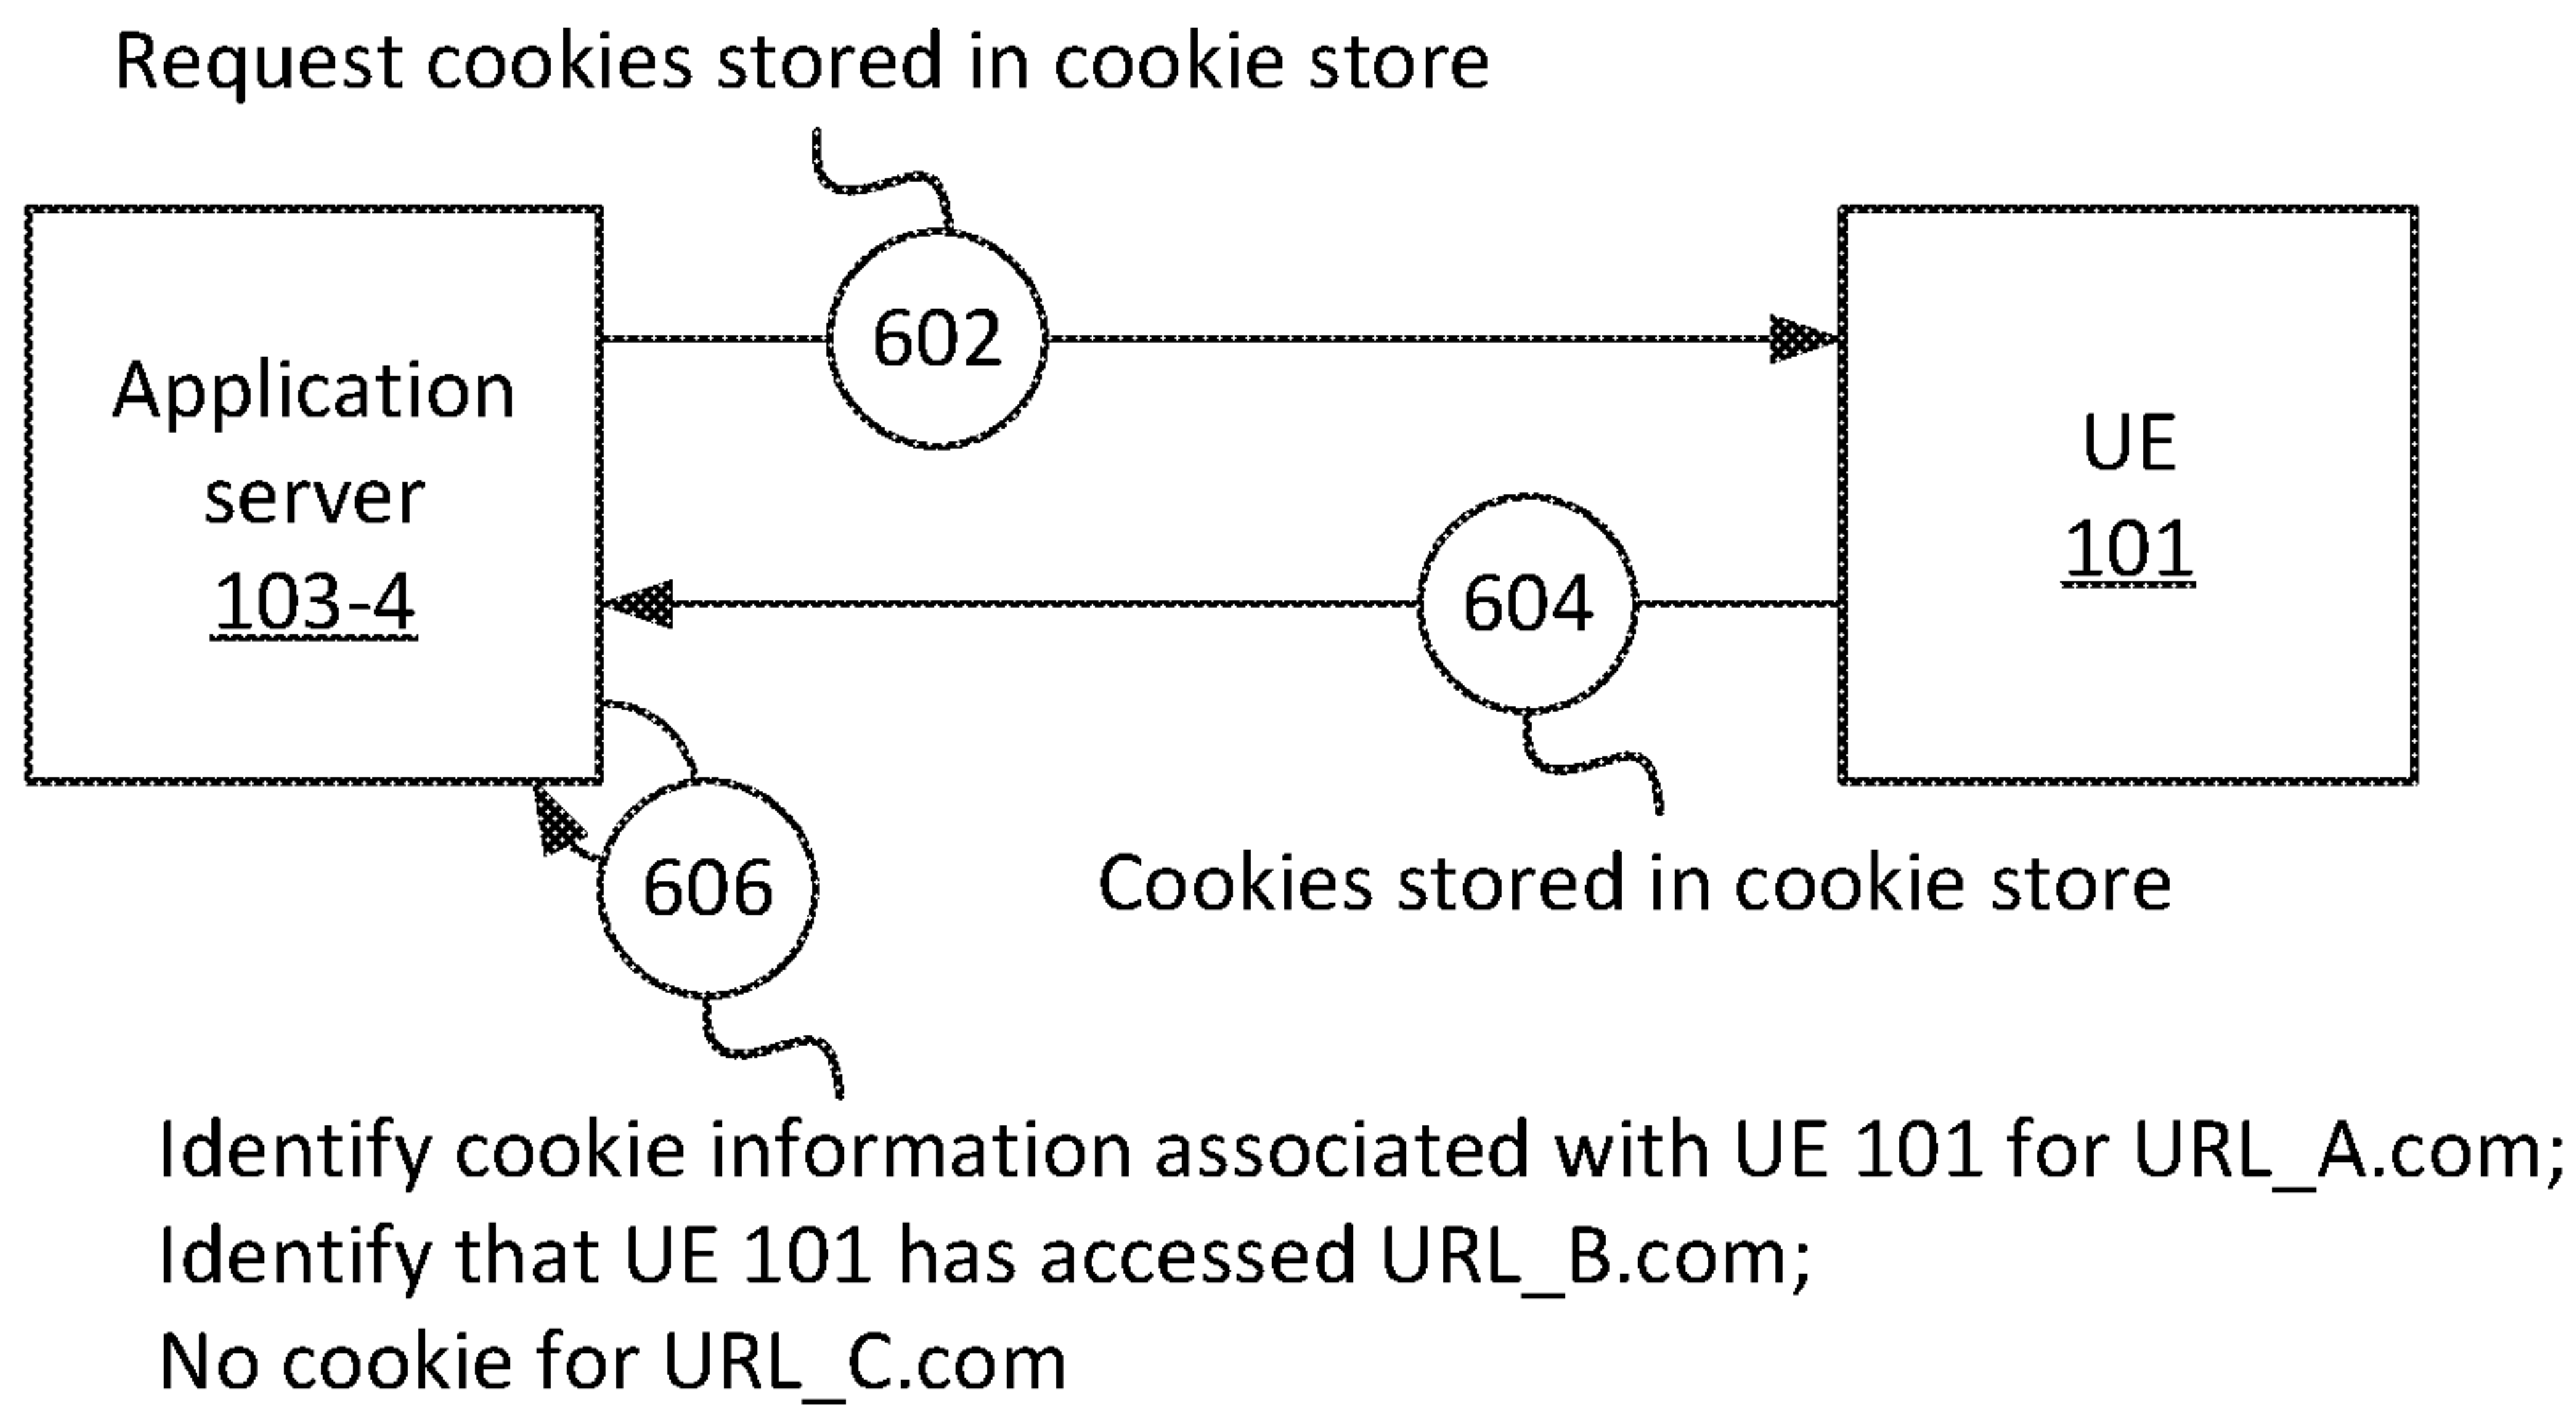 Request cookies stored in cookie store
602
Application
server
103-4
UE
101
604
Cookies stored in cookie store
606
Identify cookie information associated with UE 101 for URL_A.com;
Identify that UE 101 has accessed URL_B.com;
No cookie for URL_C.com